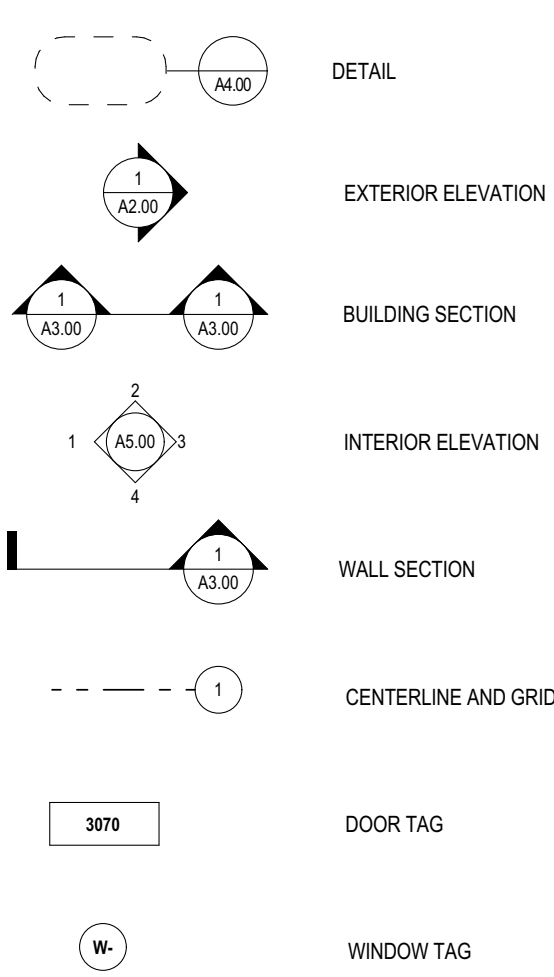 A4.00
DETAIL
1
A2.00
EXTERIOR ELEVATION
1
A3.00
1
A3.00
BUILDING SECTION
2
1
A5.00
3
4
INTERIOR ELEVATION
1
A3.00
WALL SECTION
1
CENTERLINE AND GRID
3070
DOOR TAG
W-
WINDOW TAG